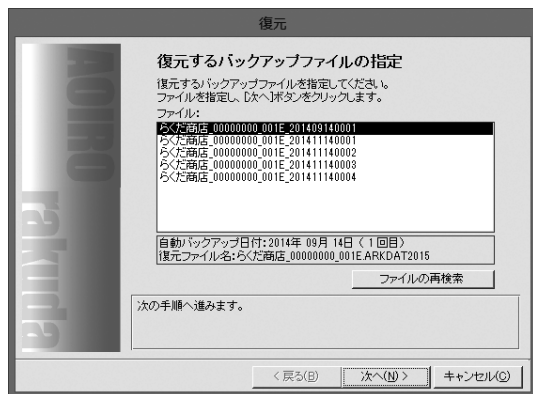 復元
AOIRO
rakuda
復元するバックアップファイルの指定
復元するバックアップファイルを指定してください。
ファイルを指定し、[次へ]ボタンをクリックします。
ファイル:
らくだ商店_00000000_001E_201409140001
らくだ商店_00000000_001E_201411140001
らくだ商店_00000000_001E_201411140002
らくだ商店_00000000_001E_201411140003
らくだ商店_00000000_001E_201411140004
自動バックアップ日付:2014年 09月 14日 ( 1回目)
復元ファイル名:らくだ商店_00000000_001E.ARKDAT2015
ファイルの再検索
次の手順へ進みます。
< 戻る(B)
次へ(N) >
キャンセル(C)